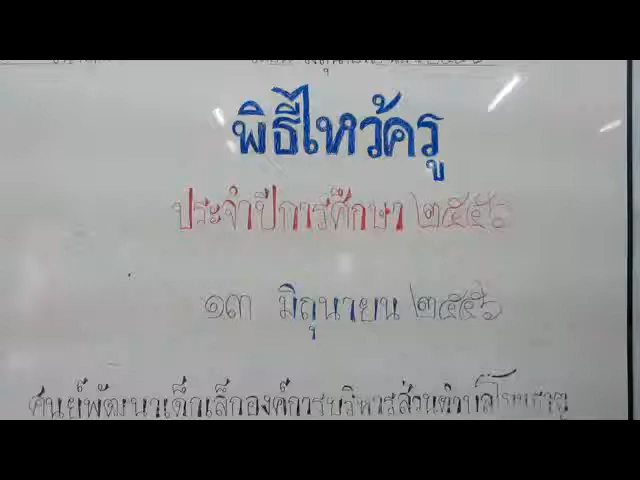 พิธีไหว้ครู
ประจำปีการศึกษา ๒๕๕๖
๑๓ มิถุนายน ๒๕๕๖
ศูนย์พัฒนาเด็กเล็กองค์การบริหารส่วนตำบล